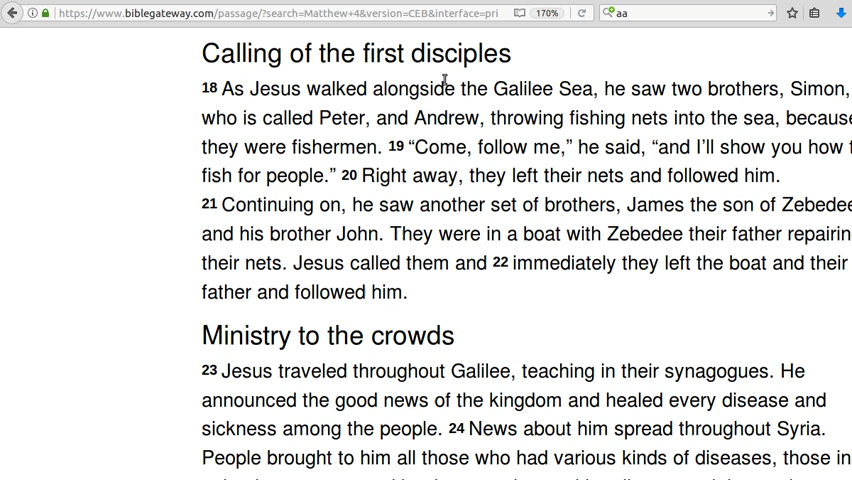 https://www.biblegateway.com/passage/?search=Matthew+4&version=CEB&interface=pri
170%
aa
Calling of the first disciples
18 As Jesus walked alongside the Galilee Sea, he saw two brothers, Simon,
who is called Peter, and Andrew, throwing fishing nets into the sea, because
they were fishermen. 19 “Come, follow me,” he said, “and I’ll show you how
fish for people.” 20 Right away, they left their nets and followed him.
21 Continuing on, he saw another set of brothers, James the son of Zebedee
and his brother John. They were in a boat with Zebedee their father repairin
their nets. Jesus called them and 22 immediately they left the boat and their
father and followed him.
Ministry to the crowds
23 Jesus traveled throughout Galilee, teaching in their synagogues. He
announced the good news of the kingdom and healed every disease and
sickness among the people. 24 News about him spread throughout Syria.
People brought to him all those who had various kinds of diseases, those in